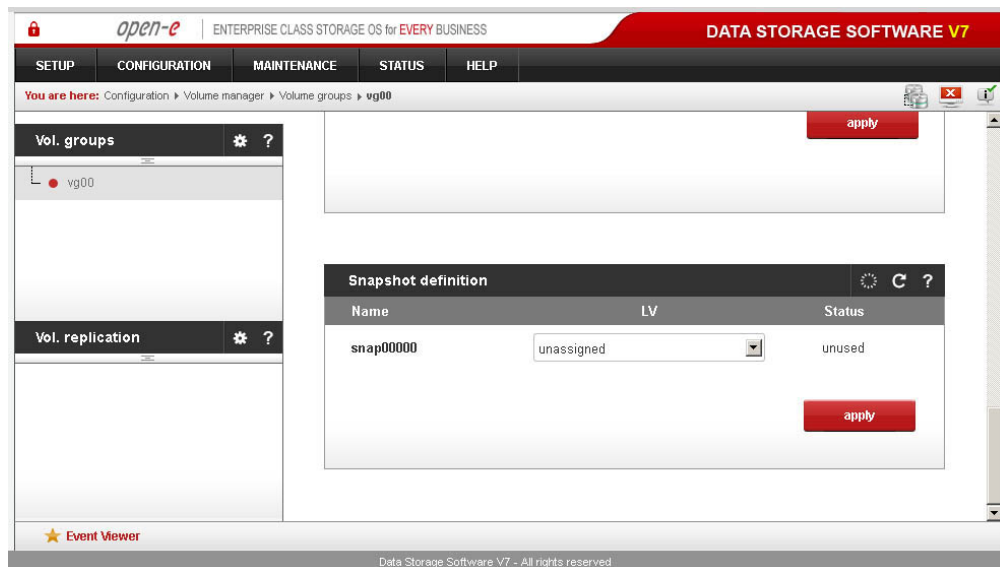 open-e ENTERPRISE CLASS STORAGE OS for EVERY BUSINESS DATA STORAGE SOFTWARE V7
SETUP CONFIGURATION MAINTENANCE STATUS HELP
You are here: Configuration Volume manager Volume groups vg00
Vol. groups ?
vg00
apply
Snapshot definition ?
Name LV Status
snap00000 unassigned unused
apply
Vol. replication ?
Event Viewer
Data Storage Software V7 - All rights reserved